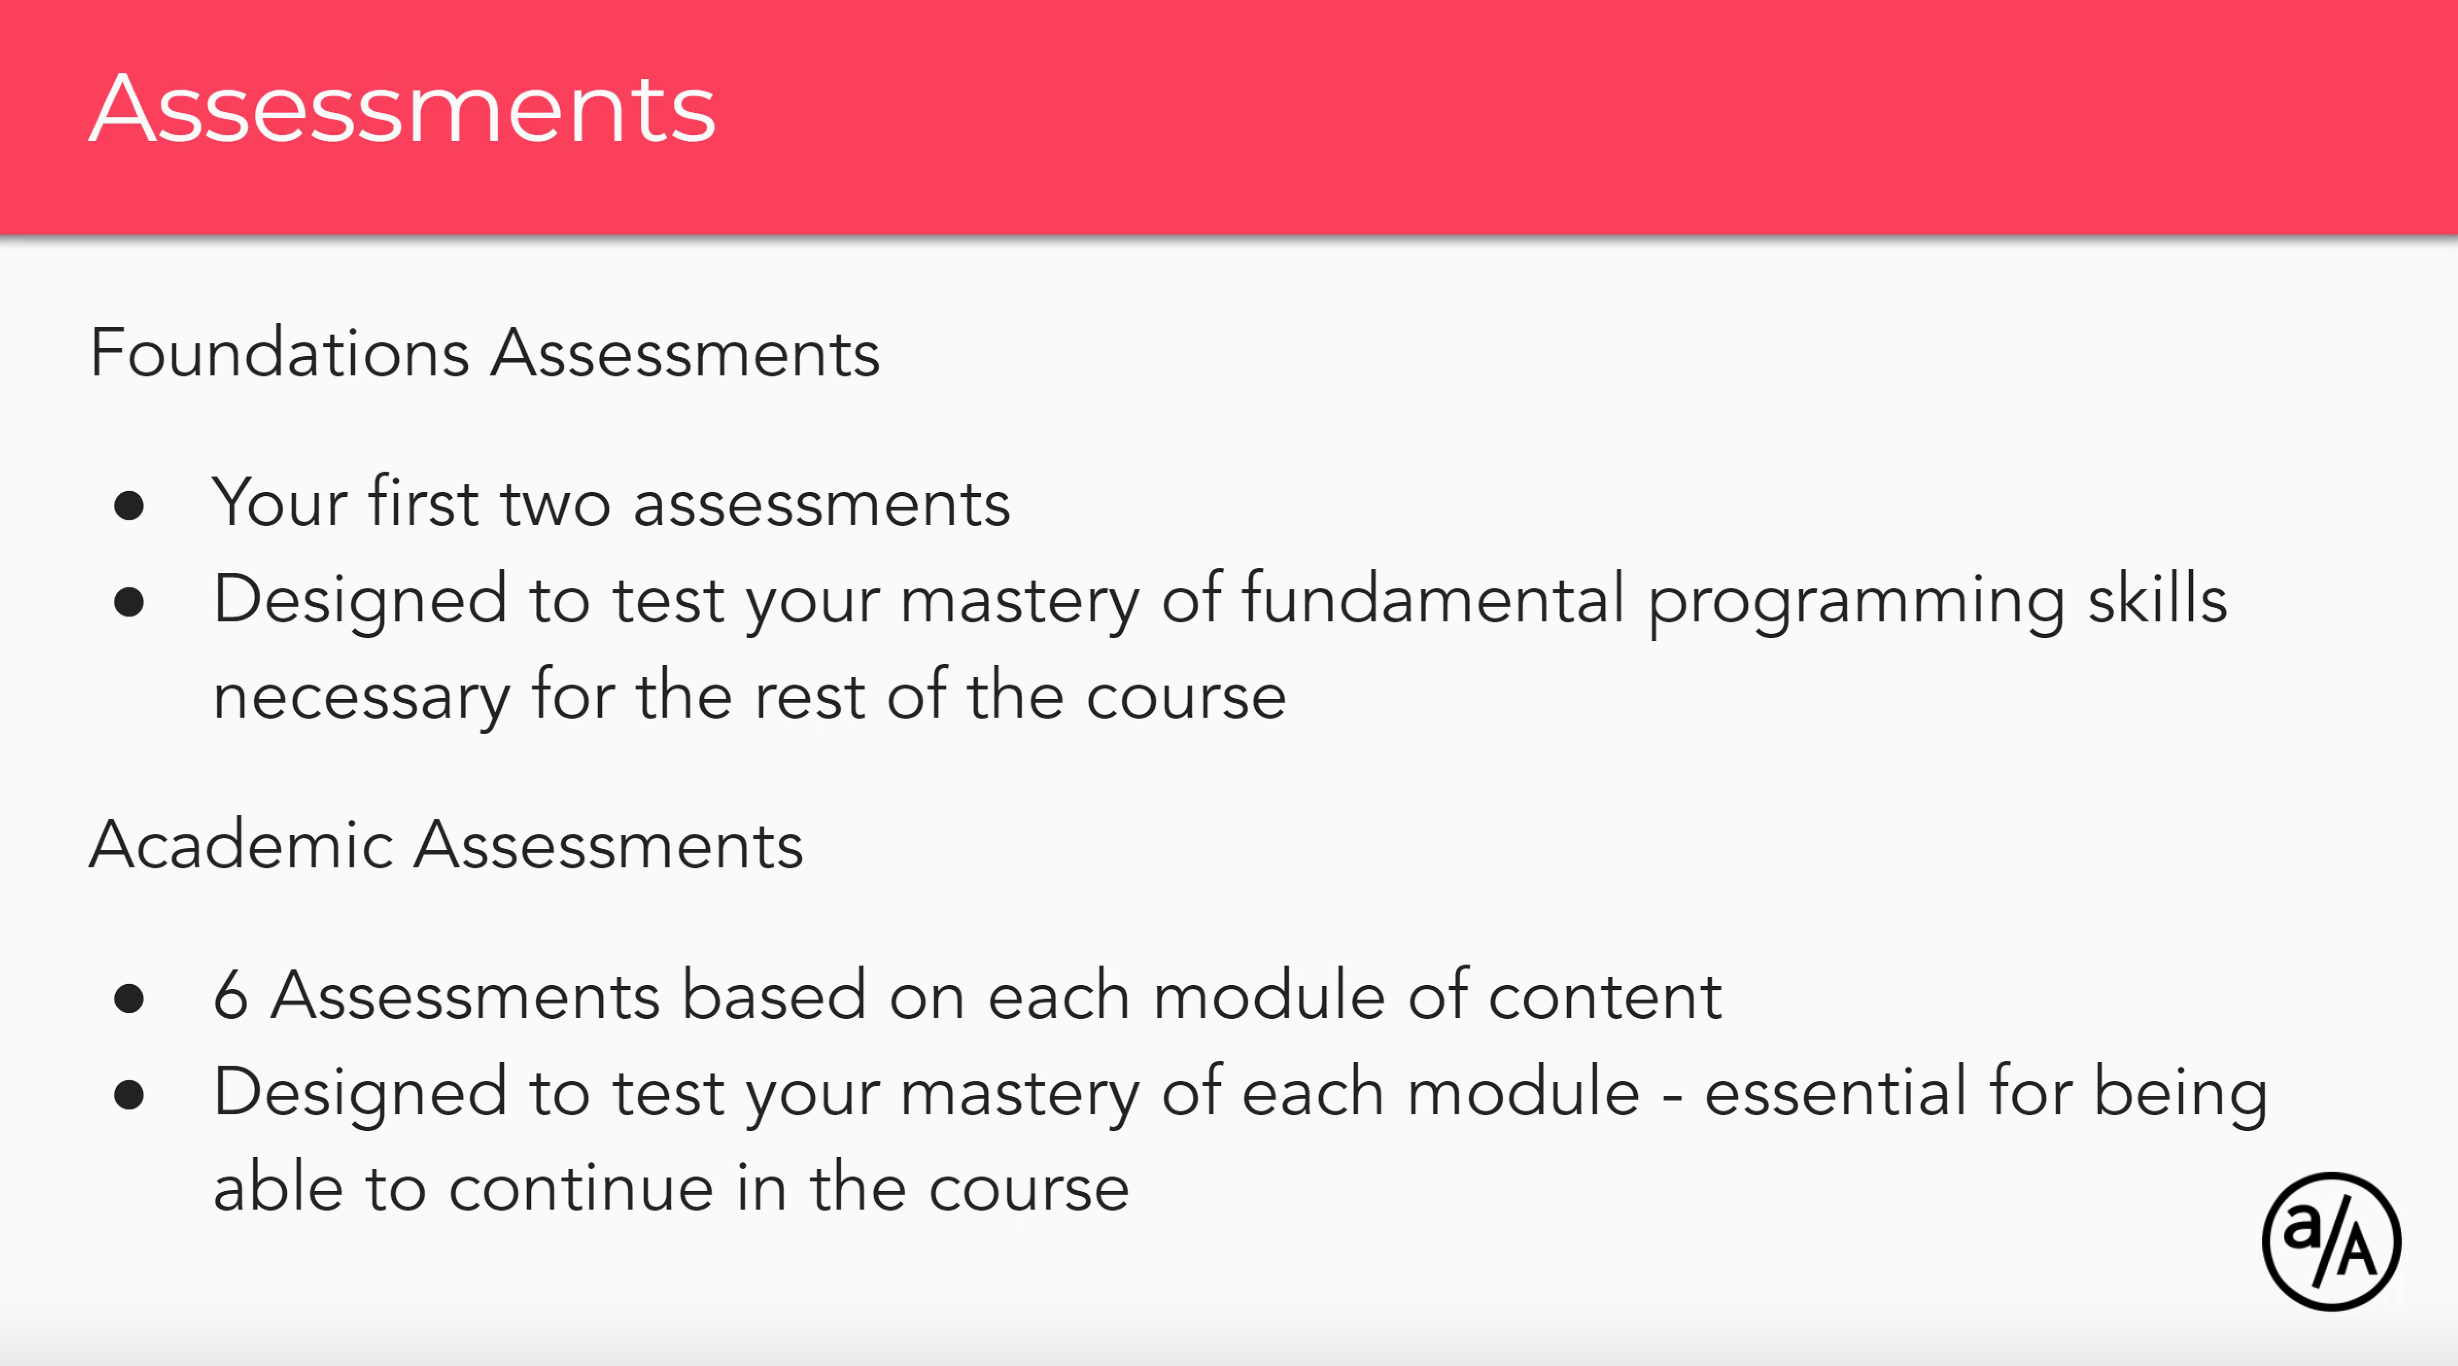 Assessments
Foundations Assessments
● Your first two assessments
● Designed to test your mastery of fundamental programming skills
necessary for the rest of the course
Academic Assessments
● 6 Assessments based on each module of content
● Designed to test your mastery of each module - essential for being
able to continue in the course
a/A